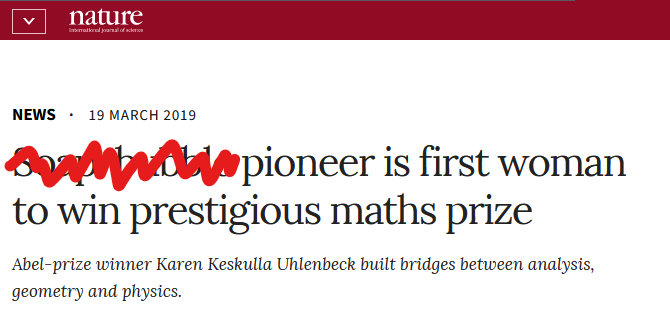 nature
International journal of science
NEWS · 19 MARCH 2019
pioneer is first woman
to win prestigious maths prize
Abel-prize winner Karen Keskulla Uhlenbeck built bridges between analysis,
geometry and physics.